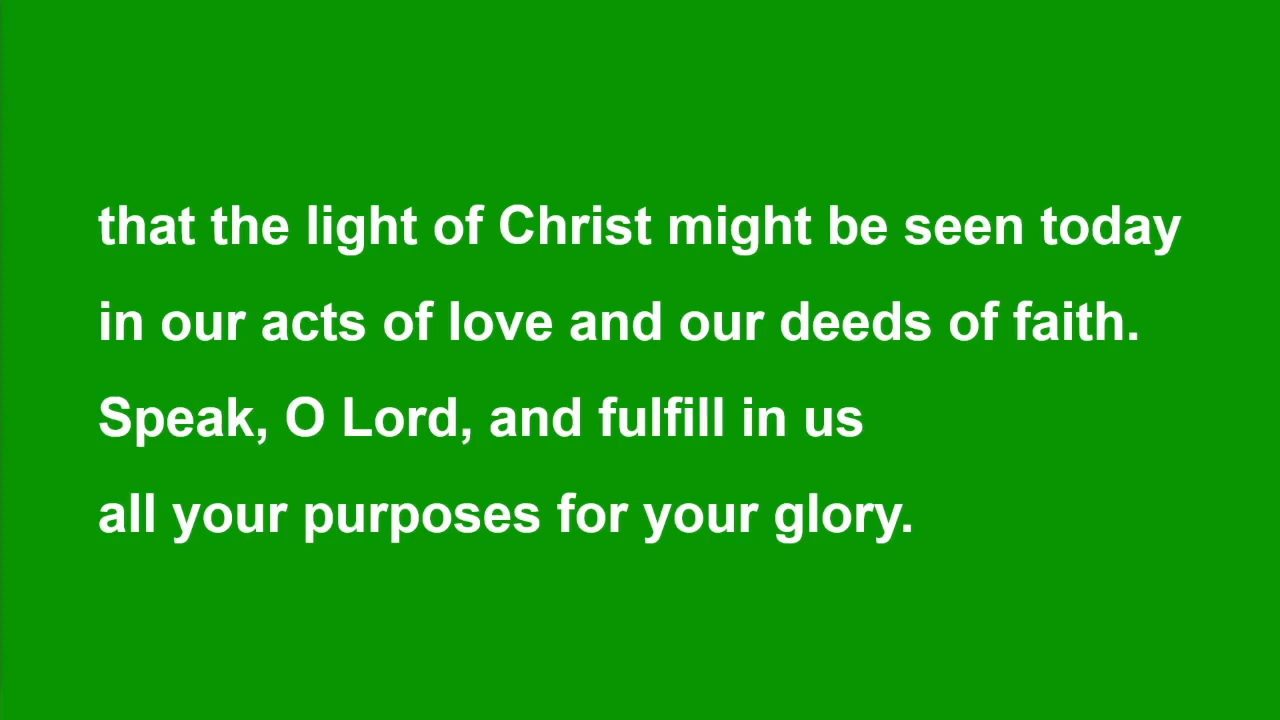 that the light of Christ might be seen today
in our acts of love and our deeds of faith.
Speak, O Lord, and fulfill in us
all your purposes for your glory.